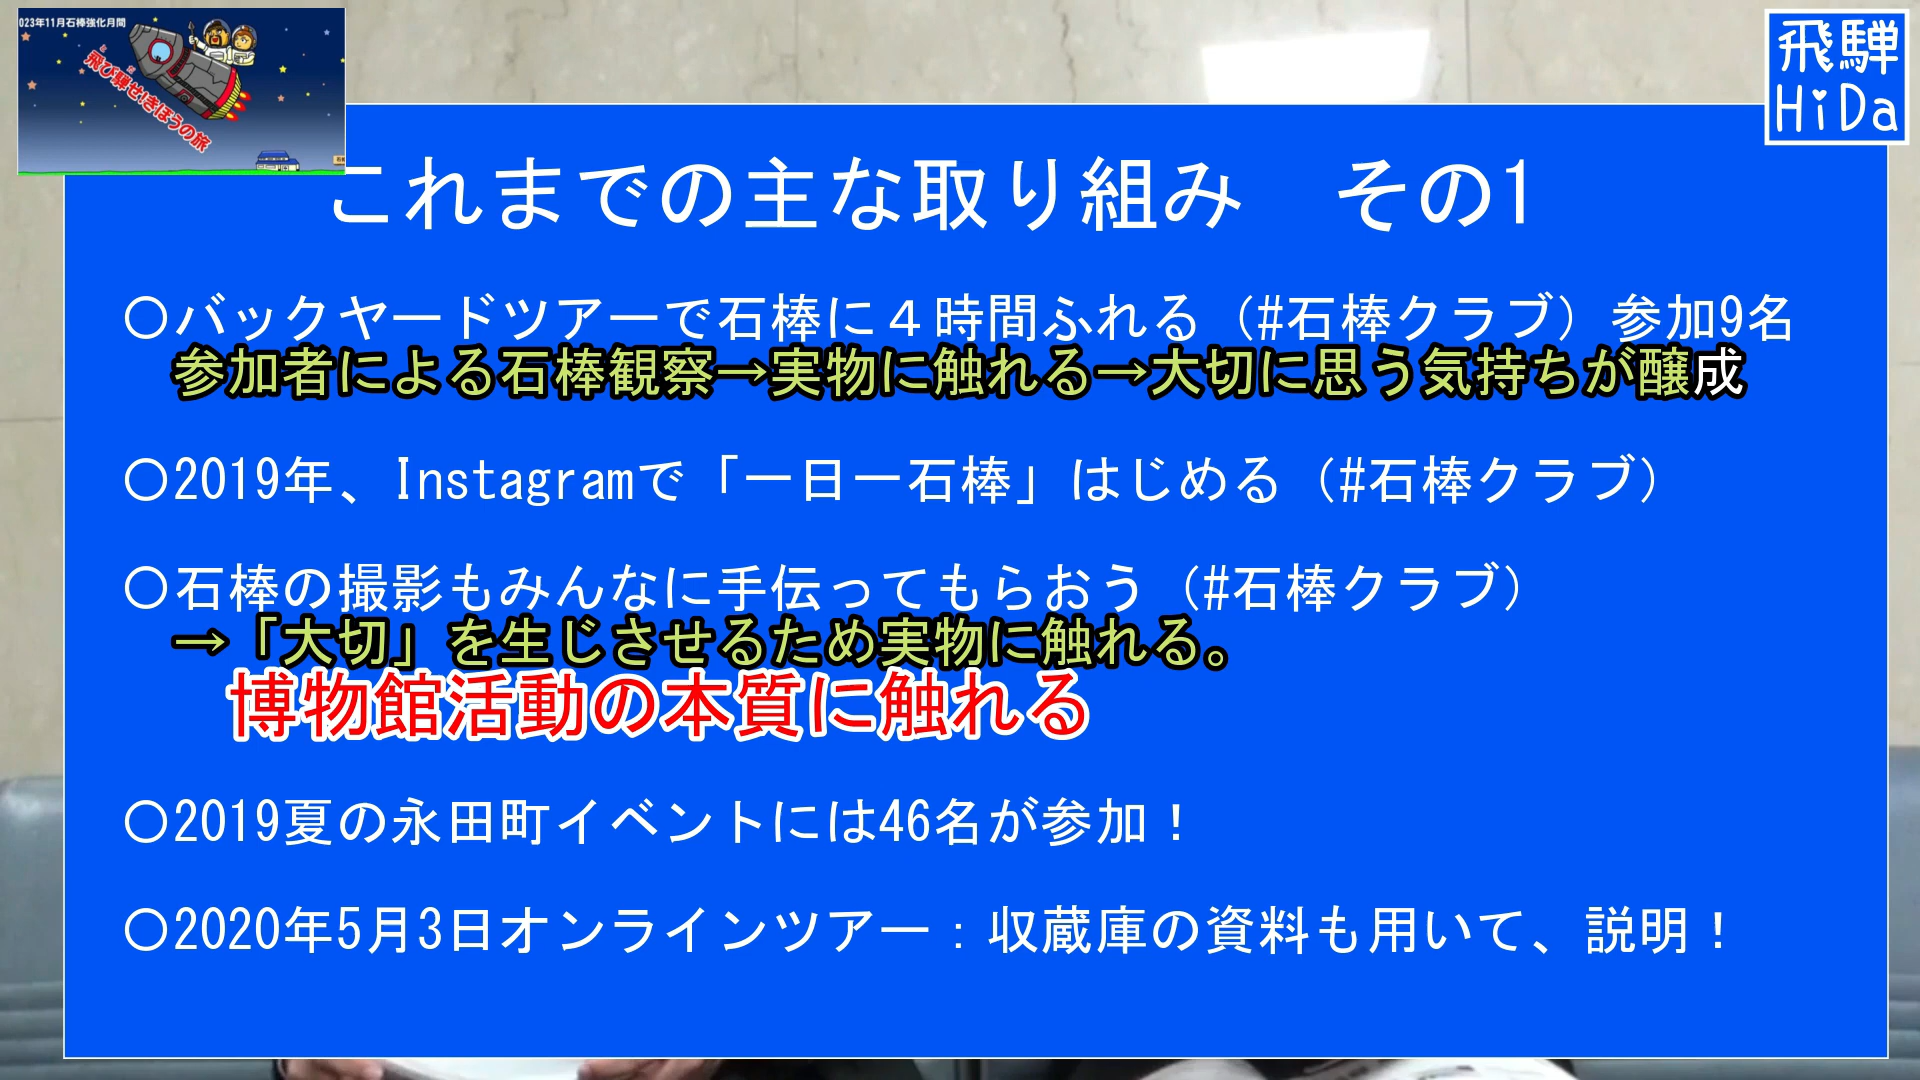 023年11月石棒強化月間
飛び騨せ!きぼうの旅
飛騨
HiDa
これまでの主な取り組み　その1
○バックヤードツアーで石棒に４時間ふれる（#石棒クラブ）参加9名
参加者による石棒観察→実物に触れる→大切に思う気持ちが醸成
○2019年、Instagramで「一日一石棒」はじめる（#石棒クラブ）
○石棒の撮影もみんなに手伝ってもらおう（#石棒クラブ）
→「大切」を生じさせるため実物に触れる。
博物館活動の本質に触れる
○2019夏の永田町イベントには46名が参加！
○2020年5月3日オンラインツアー：収蔵庫の資料も用いて、説明！